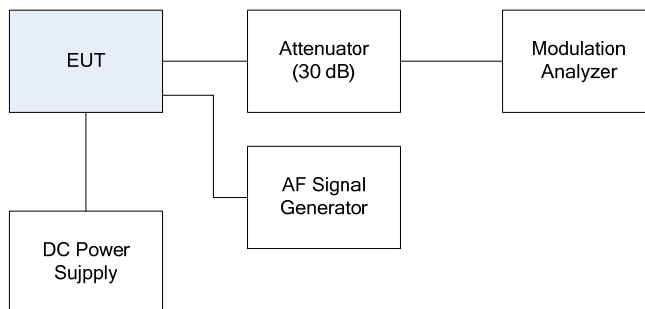 EUT
Attenuator
(30 dB)
Modulation
Analyzer
AF Signal
Generator
DC Power
Sujpply